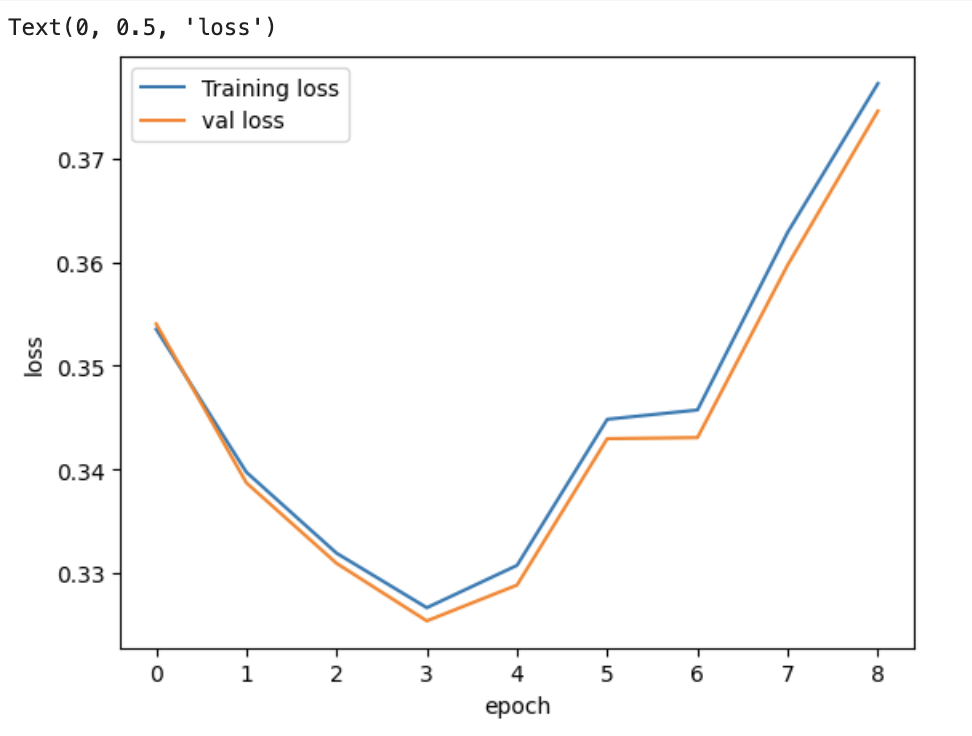 Text(0, 0.5, 'loss')
Training loss
val loss
0.37
0.36
0.35
0.34
0.33
loss
0 1 2 3 4 5 6 7 8
epoch